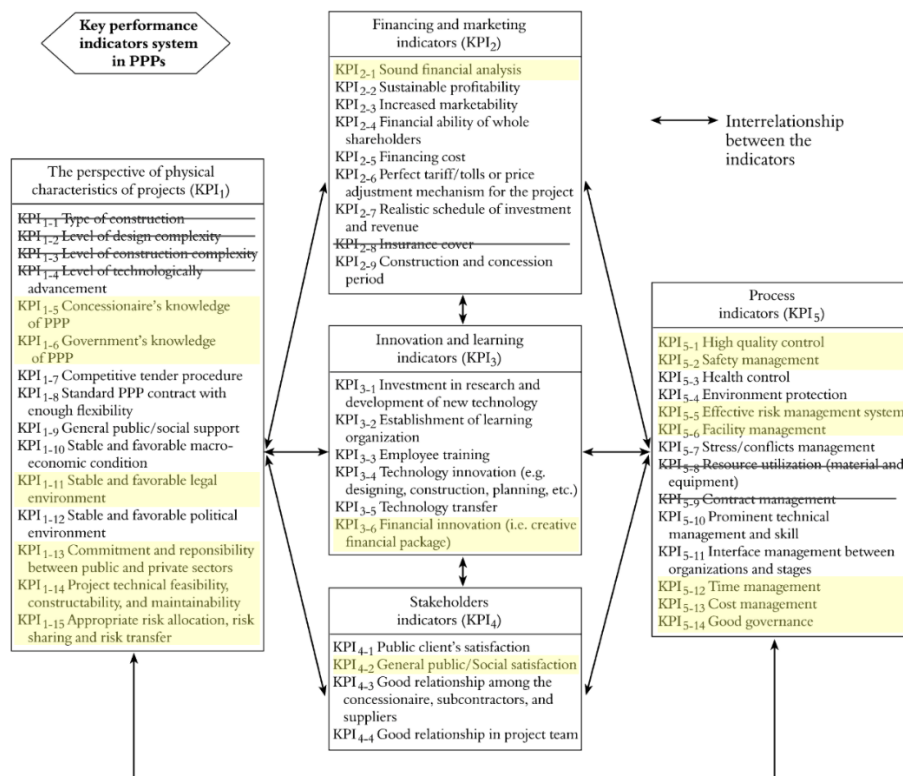 Key performance
indicators system
in PPPs
Financing and marketing
indicators (KPI2)
KPI2-1 Sound financial analysis
KPI2-2 Sustainable profitability
KPI2-3 Increased marketability
KPI2-4 Financial ability of whole
shareholders
KPI2-5 Financing cost
KPI2-6 Perfect tariff/tolls or price
adjustment mechanism for the project
KPI2-7 Realistic schedule of investment
and revenue
KPI2-8 Insurance cover
KPI2-9 Construction and concession
period
Interrelationship
between the
indicators
The perspective of physical
characteristics of projects (KPI1)
KPI1-1 Type of construction
KPI1-2 Level of design complexity
KPI1-3 Level of construction complexity
KPI1-4 Level of technologically
advancement
KPI1-5 Concessionaire's knowledge
of PPP
KPI1-6 Government's knowledge
of PPP
KPI1-7 Competitive tender procedure
KPI1-8 Standard PPP contract with
enough flexibility
KPI1-9 General public/social support
KPI1-10 Stable and favorable macro-
economic condition
KPI1-11 Stable and favorable legal
environment
KPI1-12 Stable and favorable political
environment
KPI1-13 Commitment and reponsibility
between public and private sectors
KPI1-14 Project technical feasibility,
constructability, and maintainability
KPI1-15 Appropriate risk allocation, risk
sharing and risk transfer
Innovation and learning
indicators (KPI3)
KPI3-1 Investment in research and
development of new technology
KPI3-2 Establishment of learning
organization
KPI3-3 Employee training
KPI3-4 Technology innovation (e.g.
designing, construction, planning, etc.)
KPI3-5 Technology transfer
KPI3-6 Financial innovation (i.e. creative
financial package)
Stakeholders
indicators (KPI4)
KPI4-1 Public client's satisfaction
KPI4-2 General public/Social satisfaction
KPI4-3 Good relationship among the
concessionaire, subcontractors, and
suppliers
KPI4-4 Good relationship in project team
Process
indicators (KPI5)
KPI5-1 High quality control
KPI5-2 Safety management
KPI5-3 Health control
KPI5-4 Environment protection
KPI5-5 Effective risk management system
KPI5-6 Facility management
KPI5-7 Stress/conflicts management
KPI5-8 Resource utilization (material and
equipment)
KPI5-9 Contract management
KPI5-10 Prominent technical
management and skill
KPI5-11 Interface management between
organizations and stages
KPI5-12 Time management
KPI5-13 Cost management
KPI5-14 Good governance